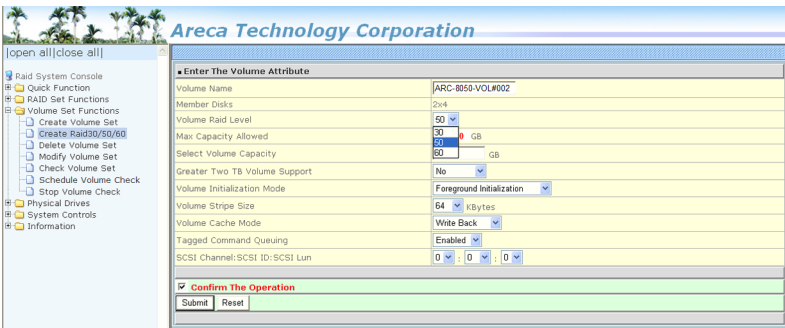 Areca Technology Corporation
|open all|close all|
Raid System Console
Quick Function
RAID Set Functions
Volume Set Functions
Create Volume Set
Create Raid30/50/60
Delete Volume Set
Modify Volume Set
Check Volume Set
Schedule Volume Check
Stop Volume Check
Physical Drives
System Controls
Information
Enter The Volume Attribute
Volume Name ARC-8050-VOL#002
Member Disks 2x4
Volume Raid Level 50
30
50
60
Max Capacity Allowed 0 GB
Select Volume Capacity GB
Greater Two TB Volume Support No
Volume Initialization Mode Foreground Initialization
Volume Stripe Size 64 KBytes
Volume Cache Mode Write Back
Tagged Command Queuing Enabled
SCSI Channel:SCSI ID:SCSI Lun 0 : 0 : 0
Confirm The Operation
Submit Reset